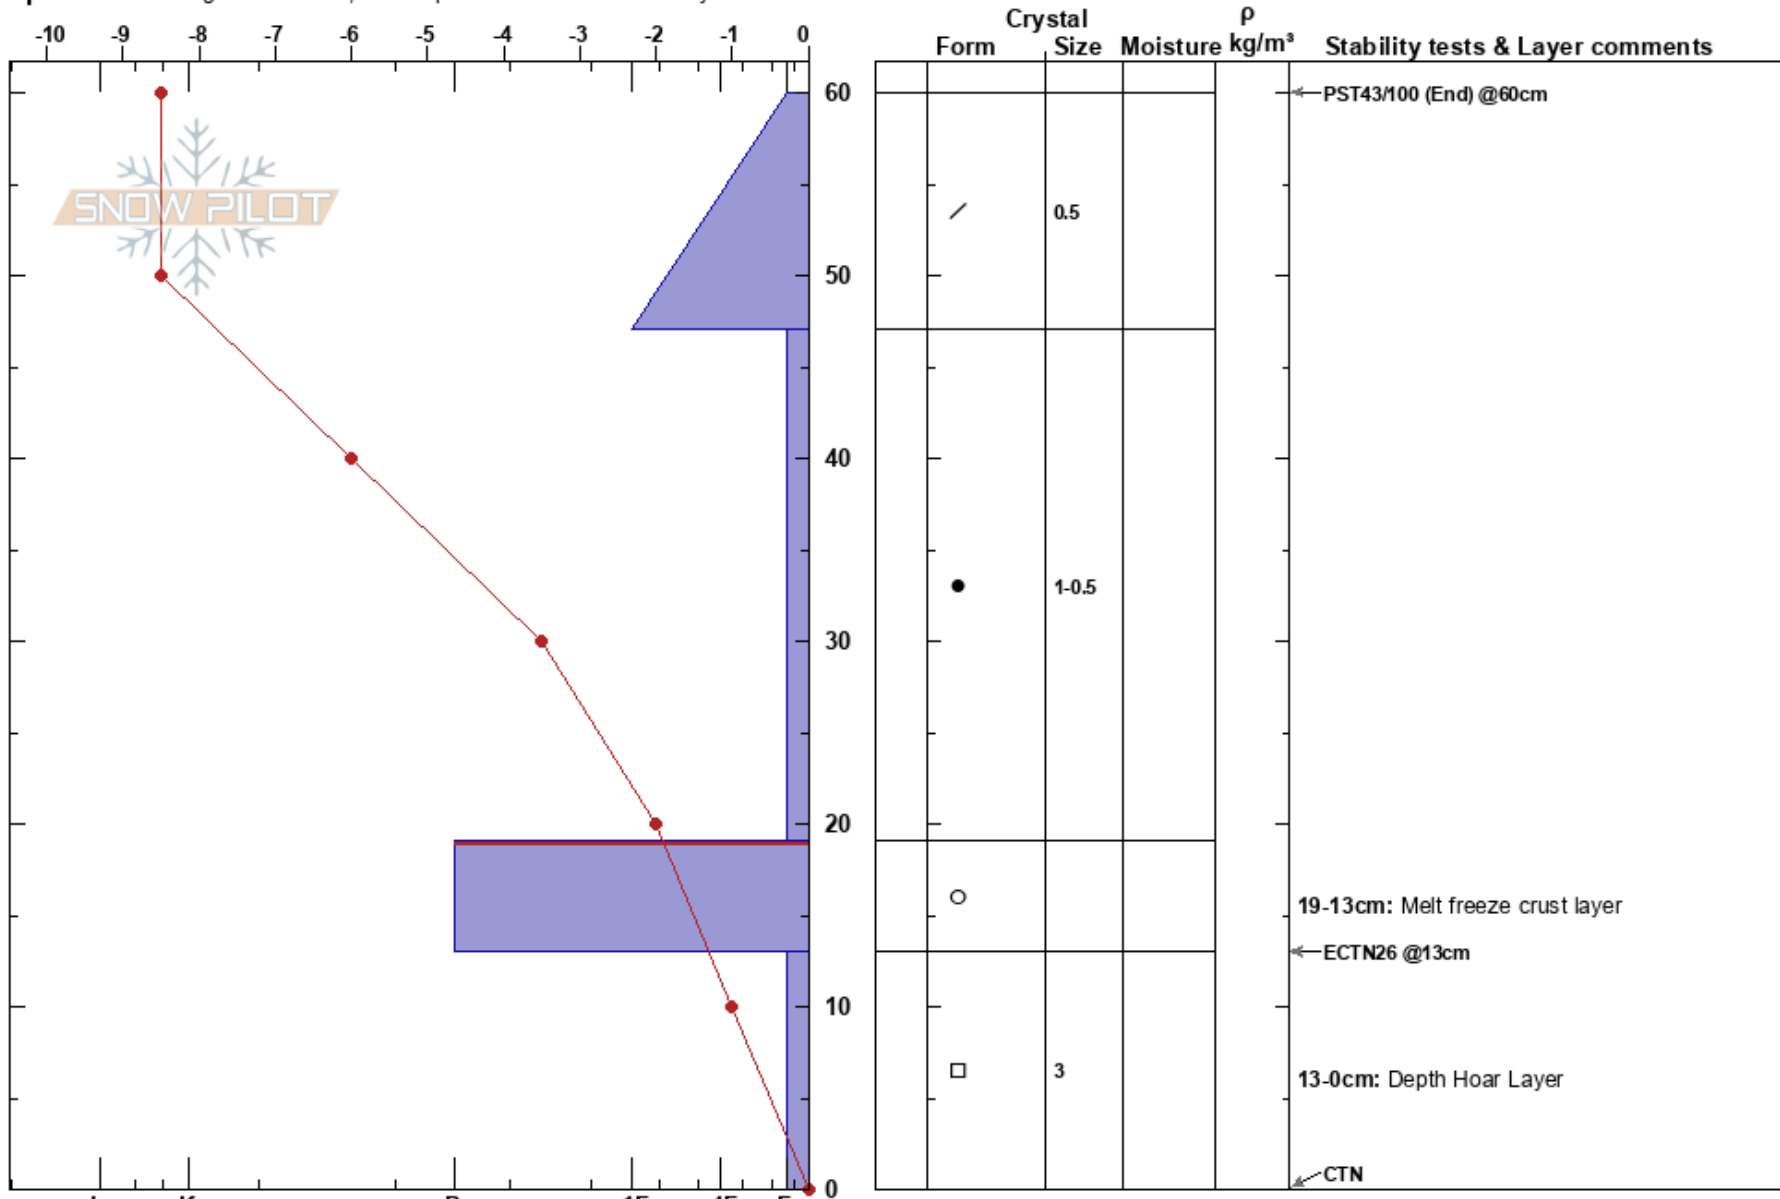 Crystal ρ
-10 -9 -8 -7 -6 -5 -4 -3 -2 -1 0
Form Size Moisture kg/m³ Stability tests & Layer comments
60 PST43/100 (End) @60cm
SNOW PILOT
0.5
50
40
1-0.5
30
20
19-13cm: Melt freeze crust layer
ECTN26 @13cm
10
3
13-0cm: Depth Hoar Layer
CTN
0